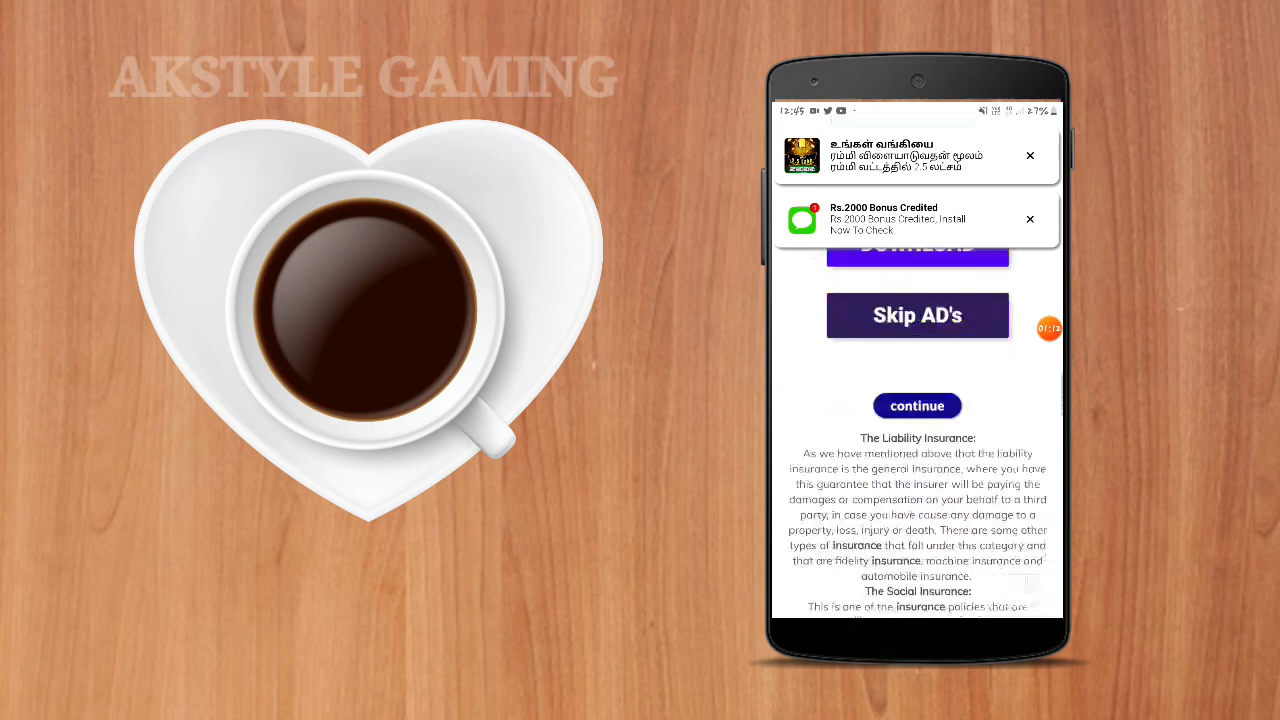 AKSTYLE GAMING
12:45
27%
உங்கள் வங்கியை
ரம்மி விளையாடுவதன் மூலம்
ரம்மி வட்டத்தில் 2.5 லட்சம்
1
Rs.2000 Bonus Credited
Rs.2000 Bonus Credited, Install
Now To Check
DOWNLOAD
Skip AD's
01:12
continue
The Liability Insurance:
As we have mentioned above that the liability
insurance is the general insurance, where you have
this guarantee that the insurer will be paying the
damages or compensation on your behalf to a third
party, in case you have cause any damage to a
property, loss, injury or death. There are some other
types of insurance that fall under this category and
that are fidelity insurance, machine insurance and
automobile insurance.
The Social Insurance:
This is one of the insurance policies that are